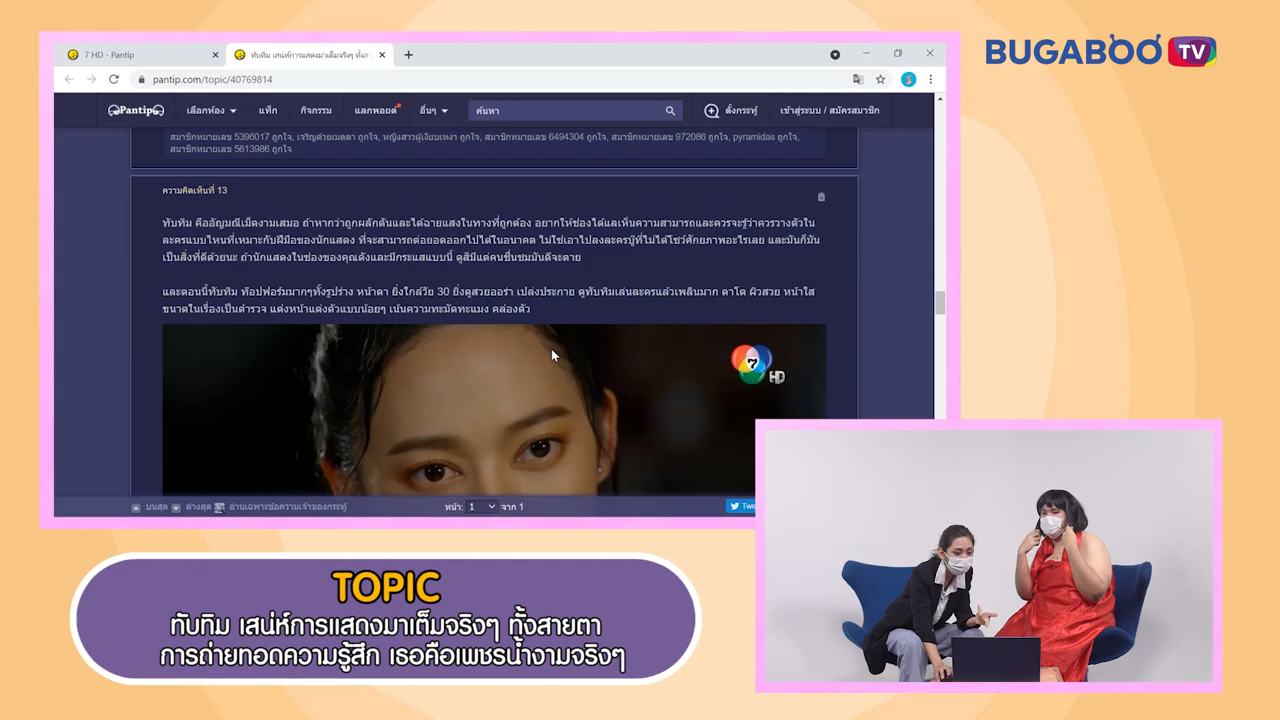 BUGABOO TV
7 HD - Pantip
ทับทิม เสน่ห์การแสดงมาเต็มจริงๆ ทั้งสา
pantip.com/topic/40769814
Pantip
เลือกห้อง
แท็ก
กิจกรรม
แลกพอยต์
อื่นๆ
ค้นหา
ตั้งกระทู้
เข้าสู่ระบบ / สมัครสมาชิก
สมาชิกหมายเลข 5396017 ถูกใจ, เจริญด้วยเมตตา ถูกใจ, หญิงสาวผู้เงียบเหงา ถูกใจ, สมาชิกหมายเลข 6494304 ถูกใจ, สมาชิกหมายเลข 972086 ถูกใจ, pyramidas ถูกใจ,
สมาชิกหมายเลข 5613986 ถูกใจ
ความคิดเห็นที่ 13
ทับทิม คืออัญมณีเม็ดงามเสมอ ถ้าหากว่าถูกผลักดันและได้ฉายแสงในทางที่ถูกต้อง อยากให้ช่องได้แลเห็นความสามารถและควรจะรู้ว่าควรวางตัวใน
ละครแบบไหนที่เหมาะกับฝีมือของนักแสดง ที่จะสามารถต่อยอดออกไปได้ในอนาคต ไม่ใช่เอาไปลงละครบู๊ที่ไม่ได้โชว์ศักยภาพอะไรเลย และมันก็มัน
เป็นสิ่งที่ดีด้วยนะ ถ้านักแสดงในช่องของคุณดังและมีกระแสแบบนี้ ดูสิมีแต่คนชื่นชมมันดีจะตาย
และตอนนี้ทับทิม ท๊อปฟอร์มมากๆทั้งรูปร่าง หน้าตา ยิ่งใกล้วัย 30 ยิ่งดูสวยออร่า เปล่งประกาย ดูทับทิมเล่นละครแล้วเพลินมาก ตาโต ผิวสวย หน้าใส
ขนาดในเรื่องเป็นตำรวจ แต่งหน้าแต่งตัวแบบน้อยๆ เน้นความทะมัดทะแมง คล่องตัว
7 HD
บนสุด
ล่างสุด
อ่านเฉพาะข้อความเจ้าของกระทู้
หน้า: 1 จาก 1
Twe
TOPIC
ทับทิม เสน่ห์การแสดงมาเต็มจริงๆ ทั้งสายตา
การถ่ายทอดความรู้สึก เธอคือเพชรน้ำงามจริงๆ